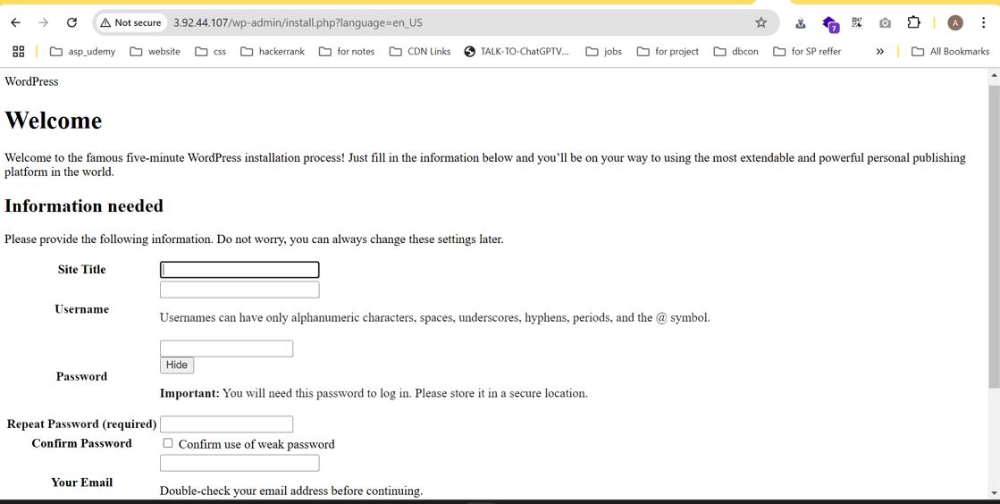 Not secure 3.92.44.107/wp-admin/install.php?language=en_US 7 A
asp_udemy website css hackerrank for notes CDN Links TALK-TO-ChatGPTV... jobs for project dbcon for SP reffer » All Bookmarks
WordPress
Welcome
Welcome to the famous five-minute WordPress installation process! Just fill in the information below and you’ll be on your way to using the most extendable and powerful personal publishing
platform in the world.
Information needed
Please provide the following information. Do not worry, you can always change these settings later.
Site Title
Username
Usernames can have only alphanumeric characters, spaces, underscores, hyphens, periods, and the @ symbol.
Hide
Password
Important: You will need this password to log in. Please store it in a secure location.
Repeat Password (required)
Confirm Password Confirm use of weak password
Your Email
Double-check your email address before continuing.